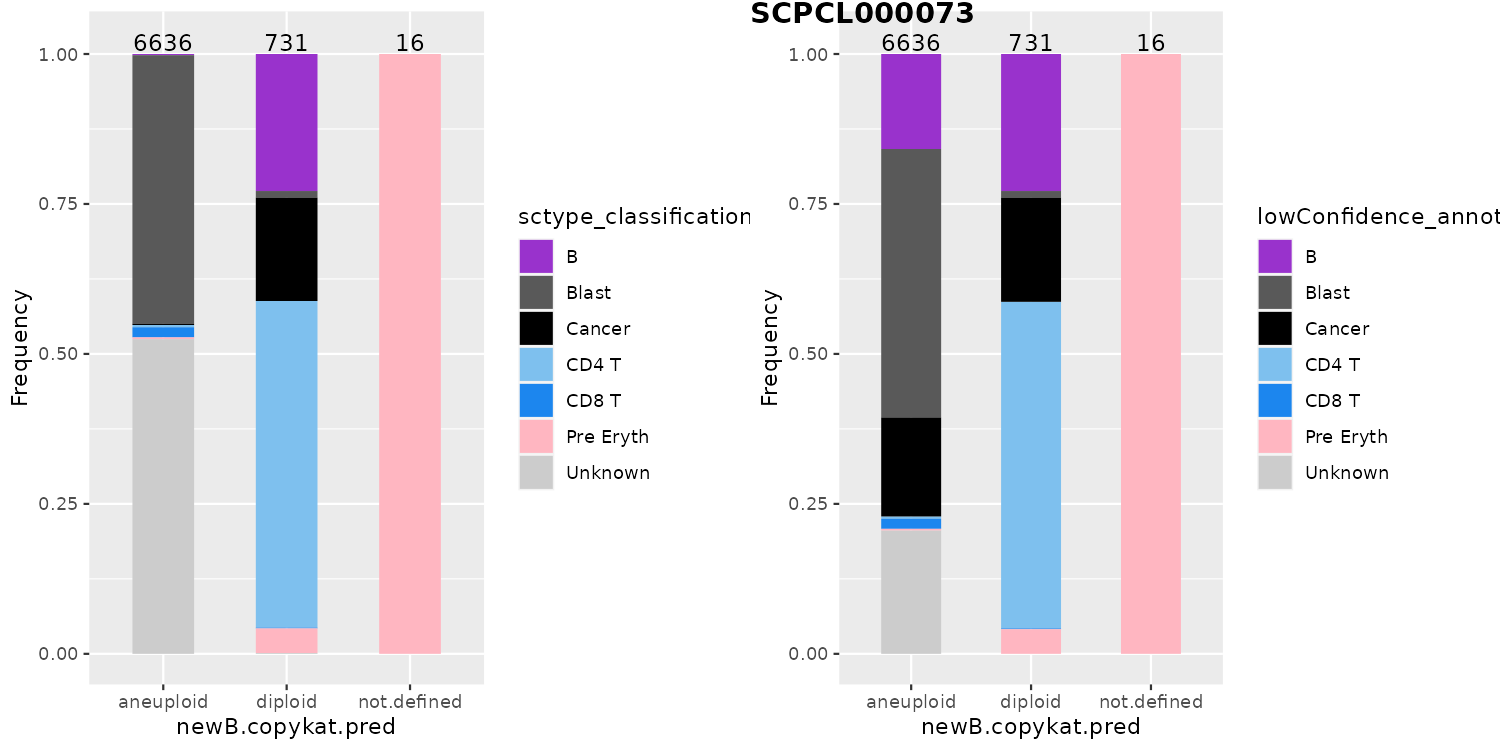 SCPCL000073
6636 731 16
1.00
0.75
0.50
0.25
0.00
Frequency
aneuploid diploid not.defined
newB.copykat.pred
sctype_classification
B
Blast
Cancer
CD4 T
CD8 T
Pre Eryth
Unknown
6636 731 16
1.00
0.75
0.50
0.25
0.00
Frequency
aneuploid diploid not.defined
newB.copykat.pred
lowConfidence_annot
B
Blast
Cancer
CD4 T
CD8 T
Pre Eryth
Unknown